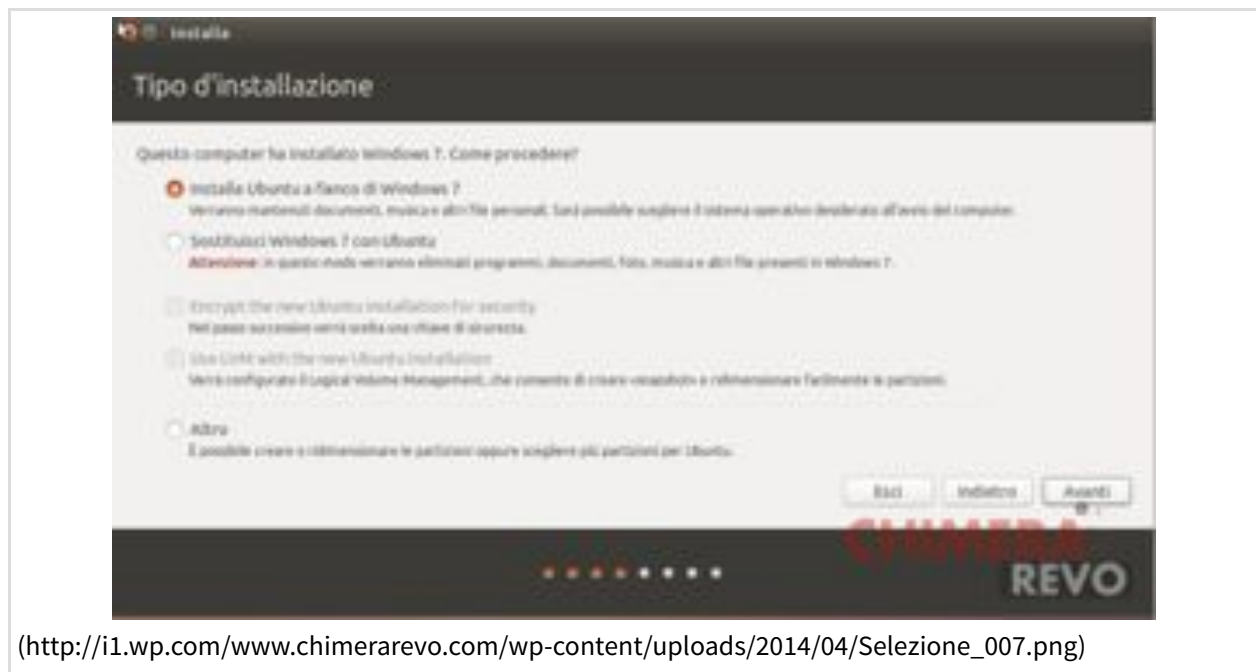 Installa
Tipo d'installazione
Questo computer ha installato Windows 7. Come procedere?
Installa Ubuntu a fianco di Windows 7
Verranno mantenuti documenti, musica e altri file personali. Sarà possibile scegliere il sistema operativo desiderato all'avvio del computer.
Sostituisci Windows 7 con Ubuntu
Attenzione: in questo modo verranno eliminati programmi, documenti, foto, musica e altri file presenti in Windows 7.
Encrypt the new Ubuntu installation for security
Nel passo successivo verrà scelta una chiave di sicurezza.
Use LVM with the new Ubuntu installation
Verrà configurato il Logical Volume Management, che consente di creare «snapshot» e ridimensionare facilmente le partizioni.
Altro
È possibile creare o ridimensionare le partizioni oppure scegliere più partizioni per Ubuntu.
Esci Indietro Avanti
CHIMERA
REVO
(http://i1.wp.com/www.chimerarevo.com/wp-content/uploads/2014/04/Selezione_007.png)